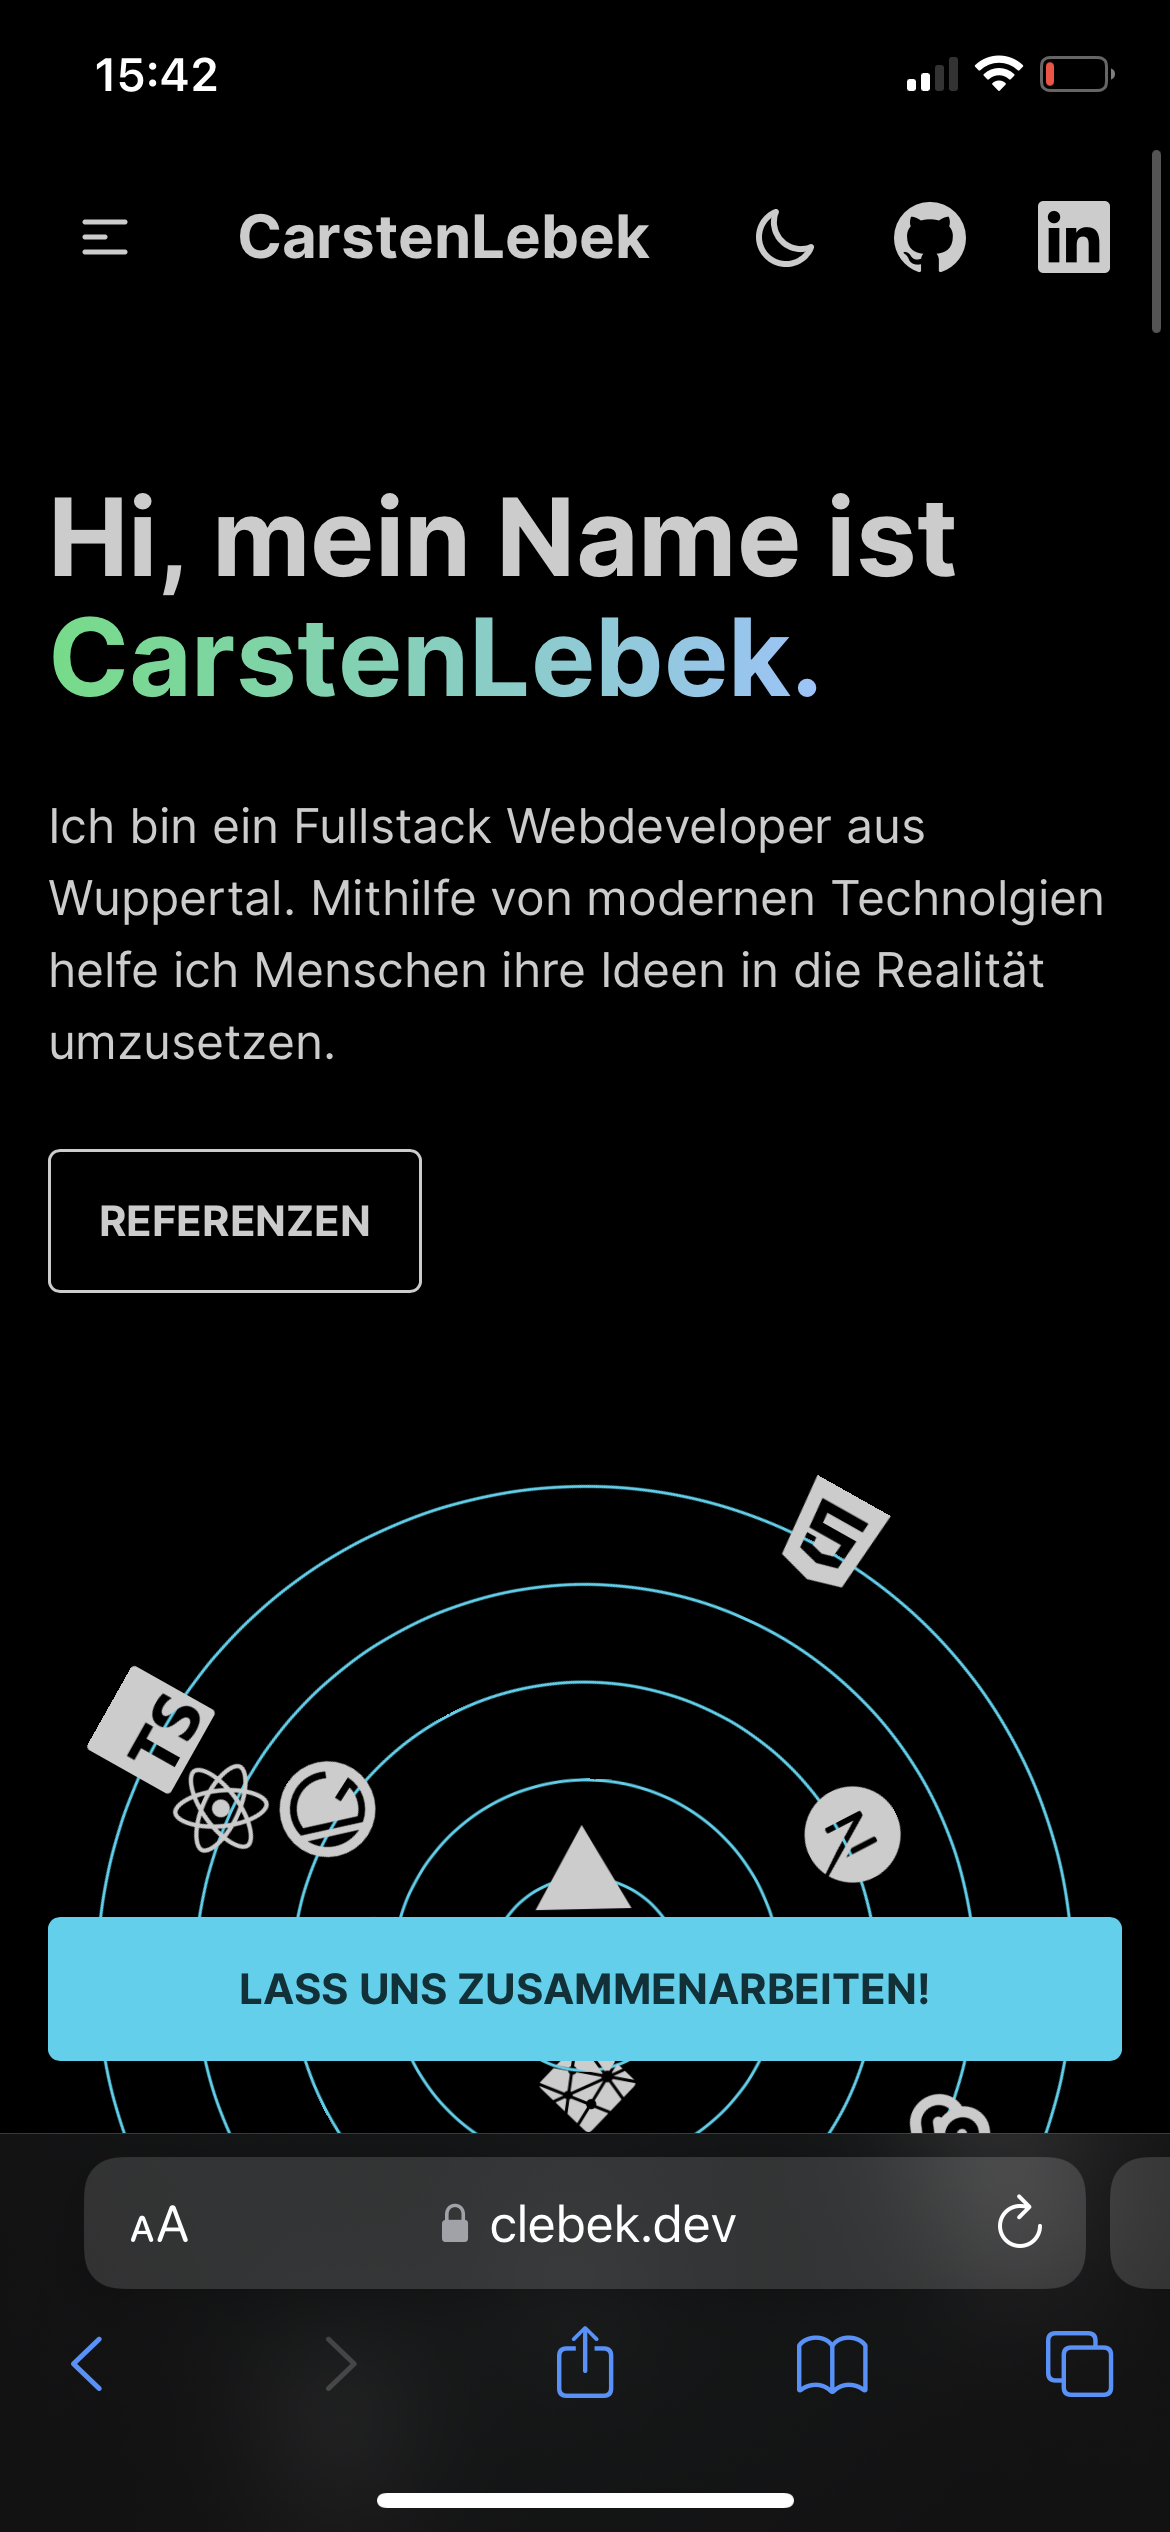 15:42
CarstenLebek
in
Hi, mein Name ist
CarstenLebek.
Ich bin ein Fullstack Webdeveloper aus
Wuppertal. Mithilfe von modernen Technolgien
helfe ich Menschen ihre Ideen in die Realität
umzusetzen.
REFERENZEN
5
TS
N
LASS UNS ZUSAMMENARBEITEN!
AA
clebek.dev